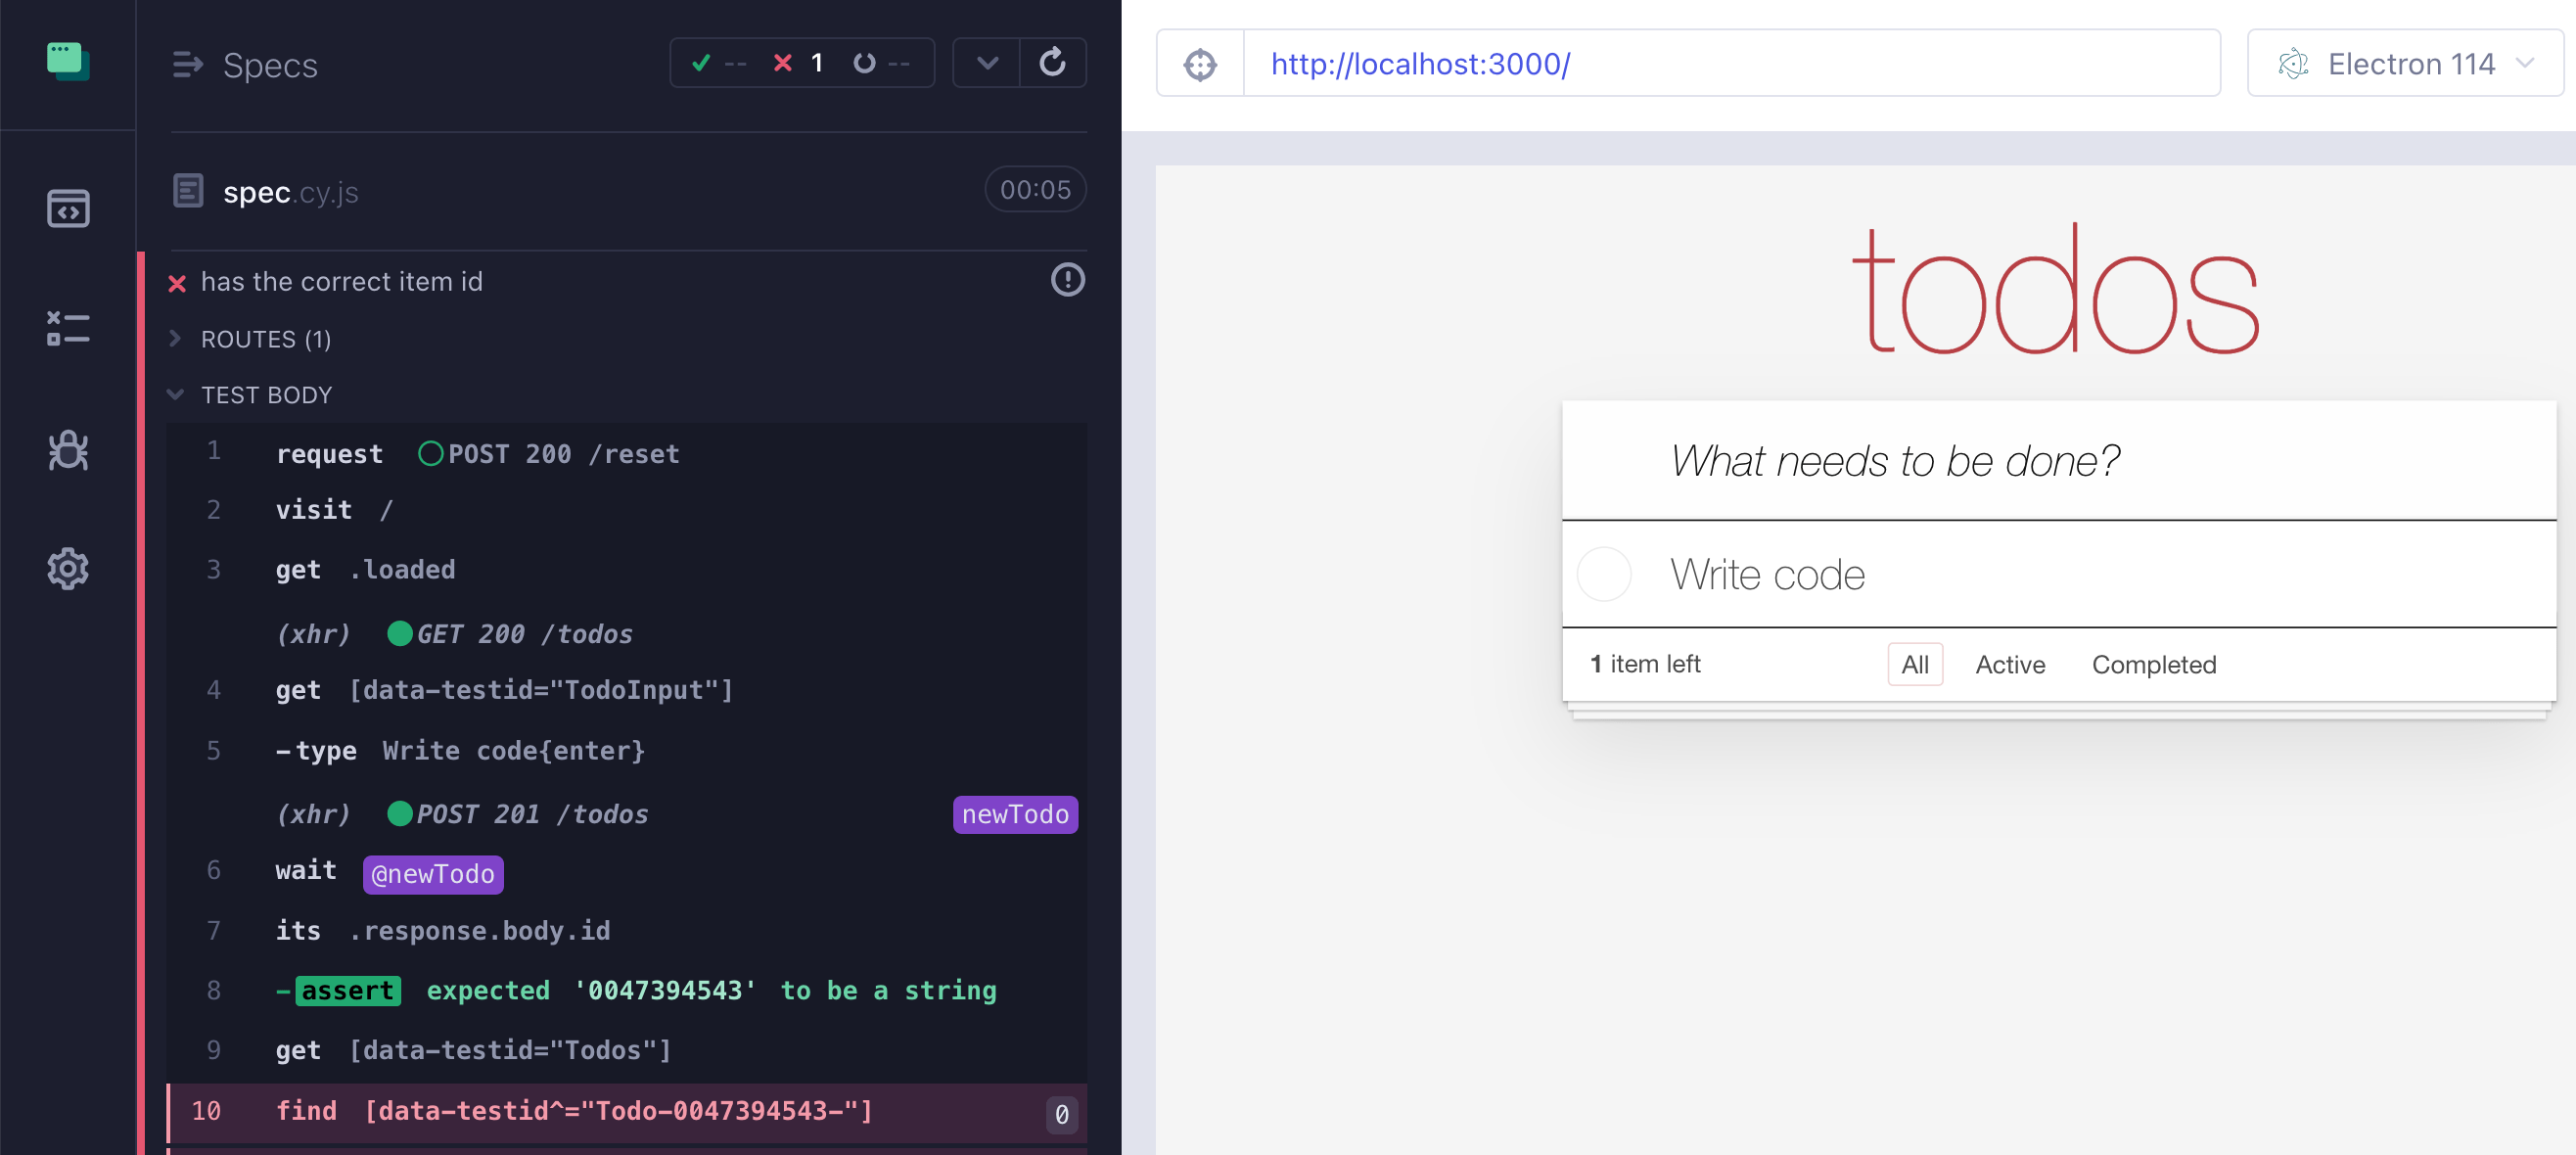 Specs
-- 1 --
spec.cy.js
00:05
has the correct item id
ROUTES (1)
TEST BODY
1 request POST 200 /reset
2 visit /
3 get .loaded
(xhr) GET 200 /todos
4 get [data-testid="TodoInput"]
5 -type Write code{enter}
(xhr) POST 201 /todos newTodo
6 wait @newTodo
7 its .response.body.id
8 -assert expected '0047394543' to be a string
9 get [data-testid="Todos"]
10 find [data-testid^="Todo-0047394543-"] 0
http://localhost:3000/
Electron 114
todos
What needs to be done?
Write code
1 item left All Active Completed